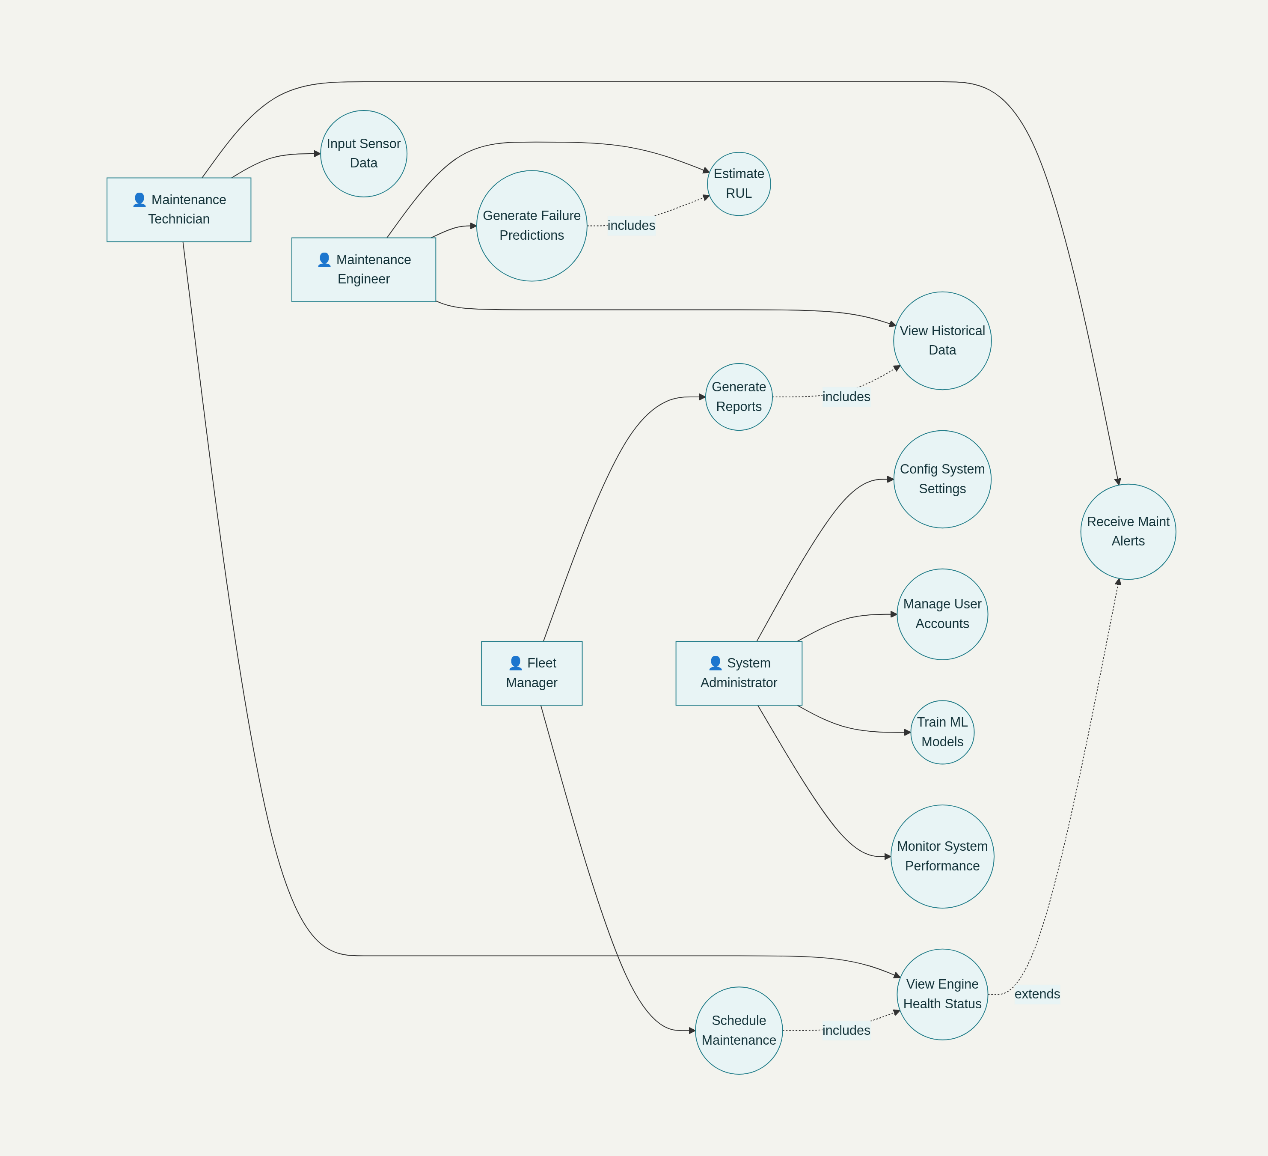 Input Sensor
Data
Estimate
RUL
👤 Maintenance
Technician
Generate Failure
Predictions
includes
👤 Maintenance
Engineer
View Historical
Data
Generate
Reports
includes
Config System
Settings
Receive Maint
Alerts
Manage User
Accounts
👤 Fleet
Manager
👤 System
Administrator
Train ML
Models
Monitor System
Performance
View Engine
Health Status
extends
Schedule
Maintenance
includes